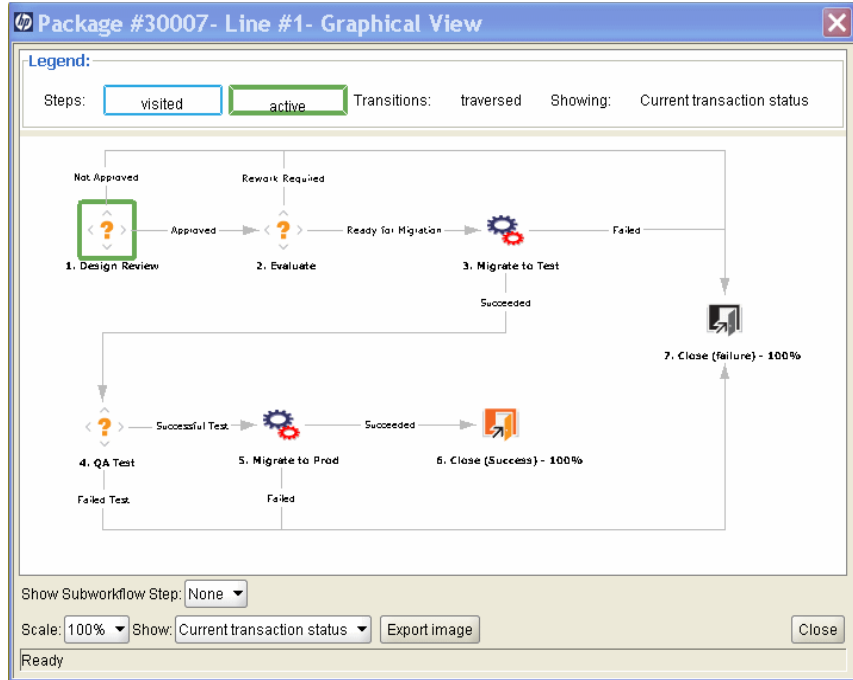 hp Package #30007- Line #1- Graphical View
Legend:
Steps: visited active Transitions: traversed Showing: Current transaction status
Not Approved Rework Required
Approved Ready for Migration Failed
1. Design Review 2. Evaluate 3. Migrate to Test
Succeeded
7. Close (failure) - 100%
Successful Test Succeeded
4. QA Test 5. Migrate to Prod 6. Close (Success) - 100%
Failed Test Failed
Show Subworkflow Step: None
Scale: 100% Show: Current transaction status Export image Close
Ready